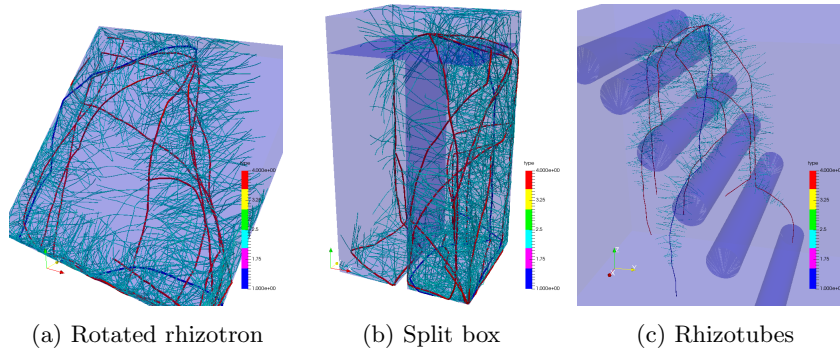 type
4.000e+00
3.25
2.5
1.75
1.000e+00
type
4.000e+00
3.25
2.5
1.75
1.000e+00
type
4.000e+00
3.25
2.5
1.75
1.000e+00
(a) Rotated rhizotron
(b) Split box
(c) Rhizotubes